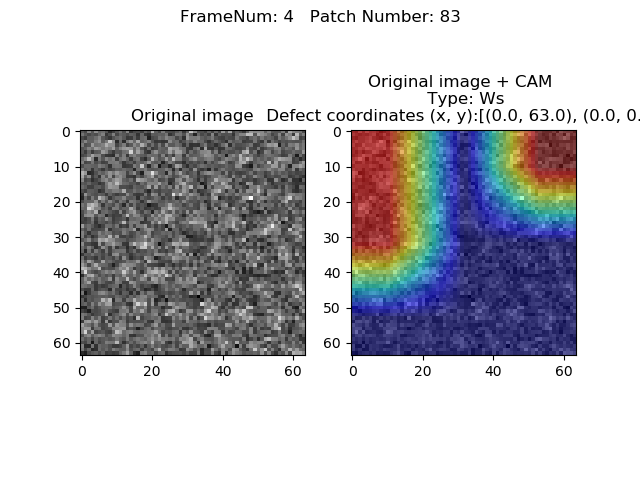 FrameNum: 4   Patch Number: 83
Original image + CAM
Type: Ws
Original image
Defect coordinates (x, y):[(0.0, 63.0), (0.0, 0.
0
10
20
30
40
50
60
0 20 40 60
0
10
20
30
40
50
60
0 20 40 60